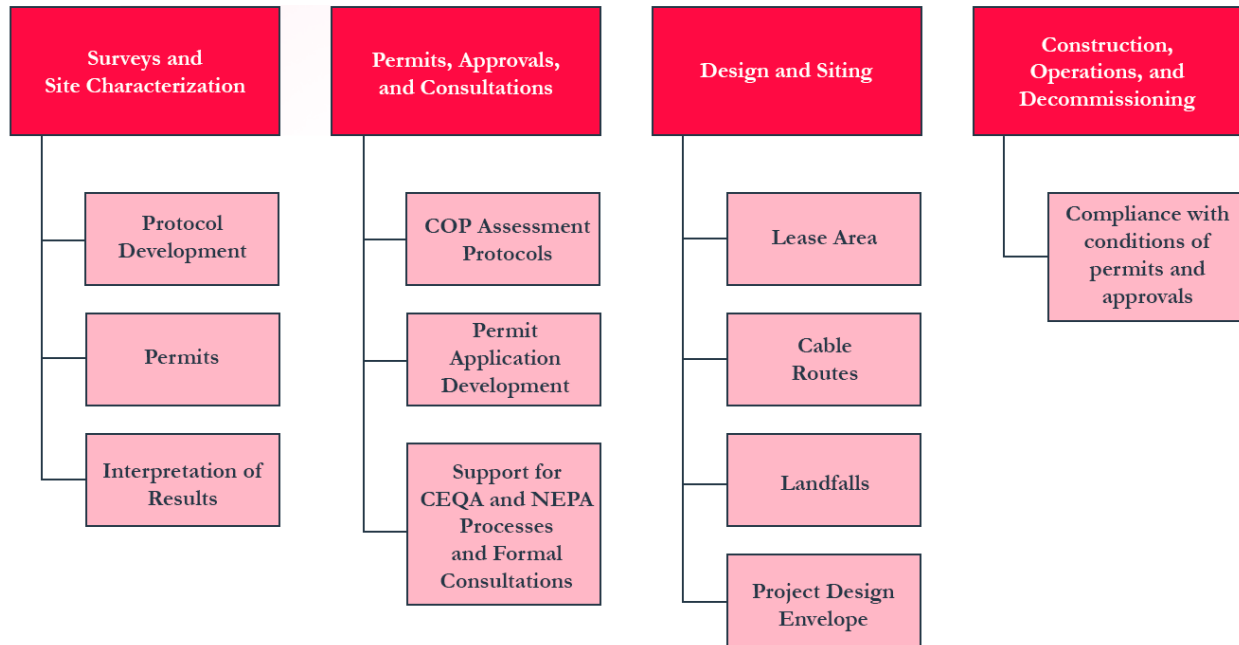 Surveys and
Site Characterization
Protocol
Development
Permits
Interpretation of
Results
Permits, Approvals,
and Consultations
COP Assessment
Protocols
Permit
Application
Development
Support for
CEQA and NEPA
Processes
and Formal
Consultations
Design and Siting
Lease Area
Cable
Routes
Landfalls
Project Design
Envelope
Construction,
Operations, and
Decommissioning
Compliance with
conditions of
permits and
approvals